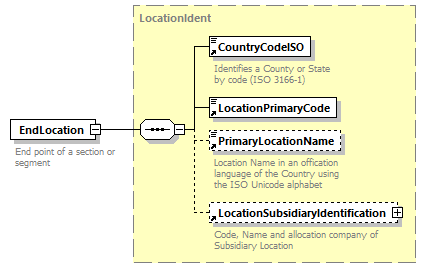 LocationIdent
CountryCodeISO
Identifies a County or State
by code (ISO 3166-1)
LocationPrimaryCode
EndLocation
End point of a section or
segment
PrimaryLocationName
Location Name in an offication
language of the Country using
the ISO Unicode alphabet
LocationSubsidiaryIdentification
Code, Name and allocation company of
Subsidiary Location